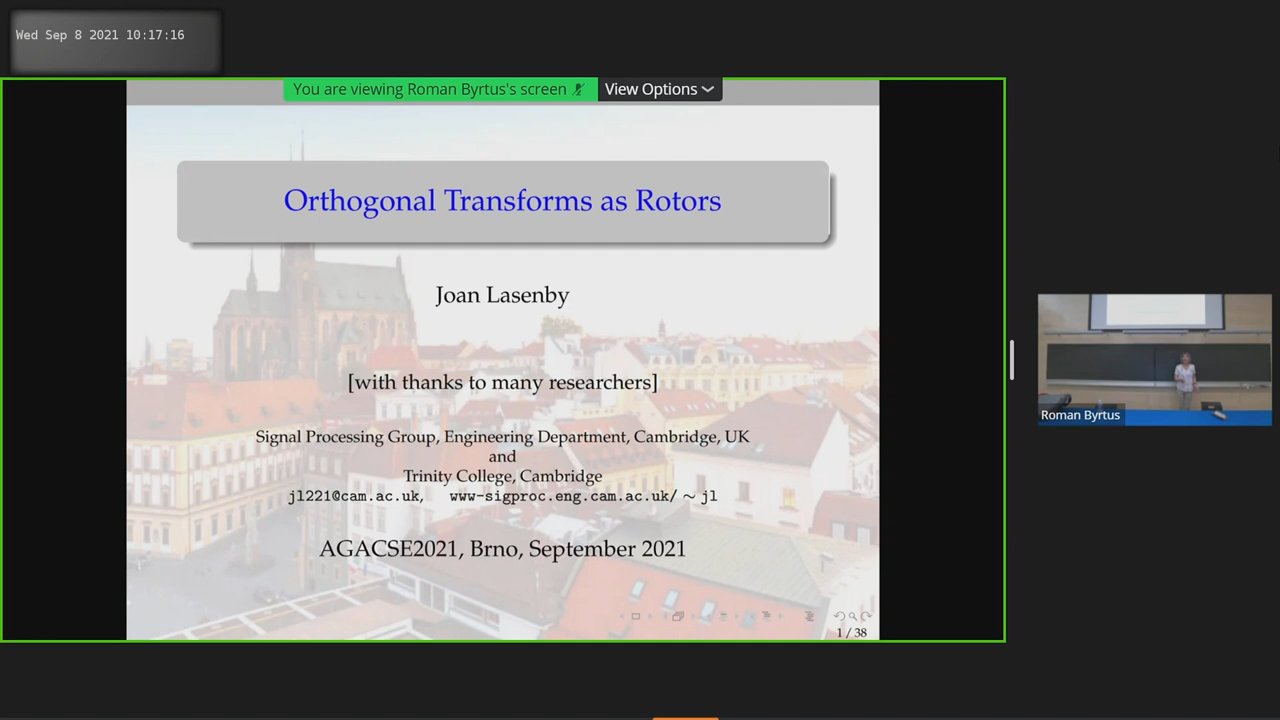 Wed Sep 8 2021 10:17:16
You are viewing Roman Byrtus's screen
View Options
Orthogonal Transforms as Rotors
Joan Lasenby
[with thanks to many researchers]
Signal Processing Group, Engineering Department, Cambridge, UK
and
Trinity College, Cambridge
jl221@cam.ac.uk, www-sigproc.eng.cam.ac.uk/ ~ jl
AGACSE2021, Brno, September 2021
1 / 38
Roman Byrtus